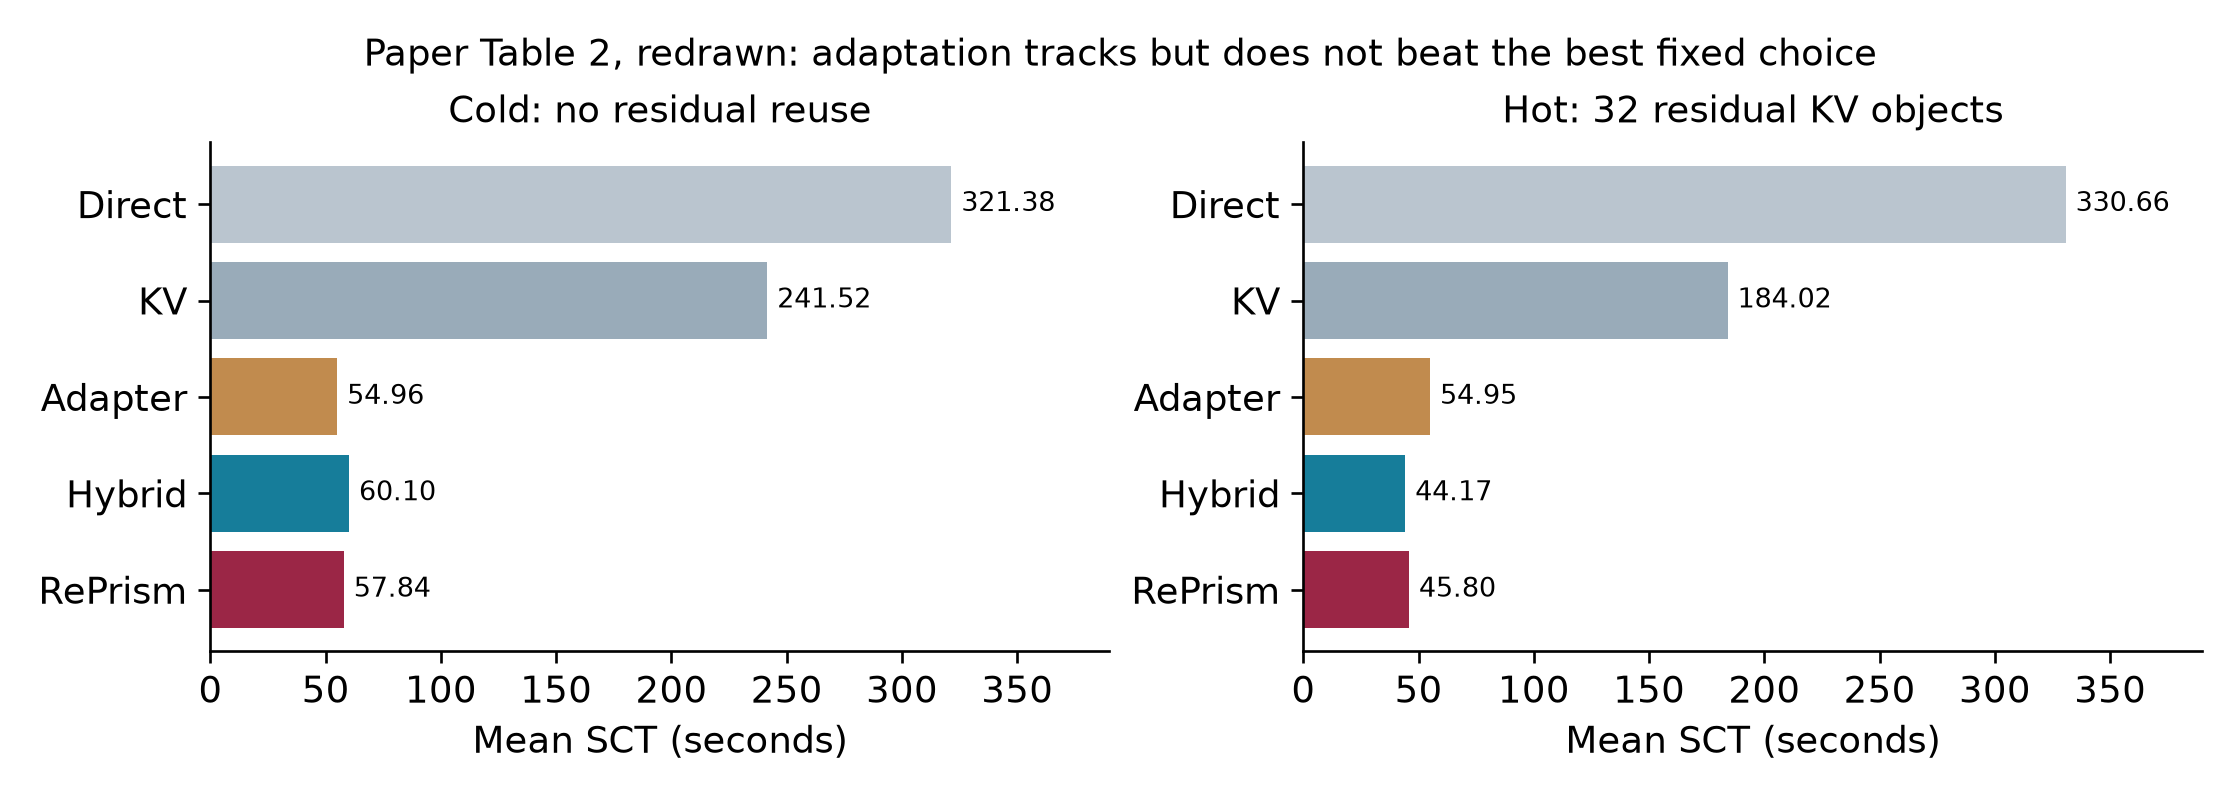 Paper Table 2, redrawn: adaptation tracks but does not beat the best fixed choice
Cold: no residual reuse
Direct 321.38
KV 241.52
Adapter 54.96
Hybrid 60.10
RePrism 57.84
0 50 100 150 200 250 300 350
Mean SCT (seconds)
Hot: 32 residual KV objects
Direct 330.66
KV 184.02
Adapter 54.95
Hybrid 44.17
RePrism 45.80
0 50 100 150 200 250 300 350
Mean SCT (seconds)